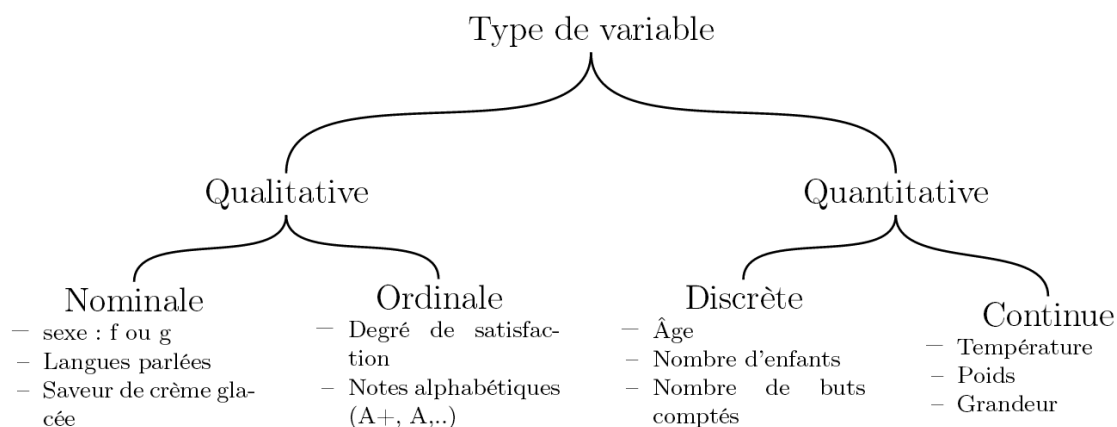 Type de variable
Qualitative
Quantitative
Nominale
– sexe : f ou g
– Langues parlées
– Saveur de crème gla-
cée
Ordinale
– Degré de satisfac-
tion
– Notes alphabétiques
(A+, A,..)
Discrète
– Âge
– Nombre d'enfants
– Nombre de buts
comptés
Continue
– Température
– Poids
– Grandeur